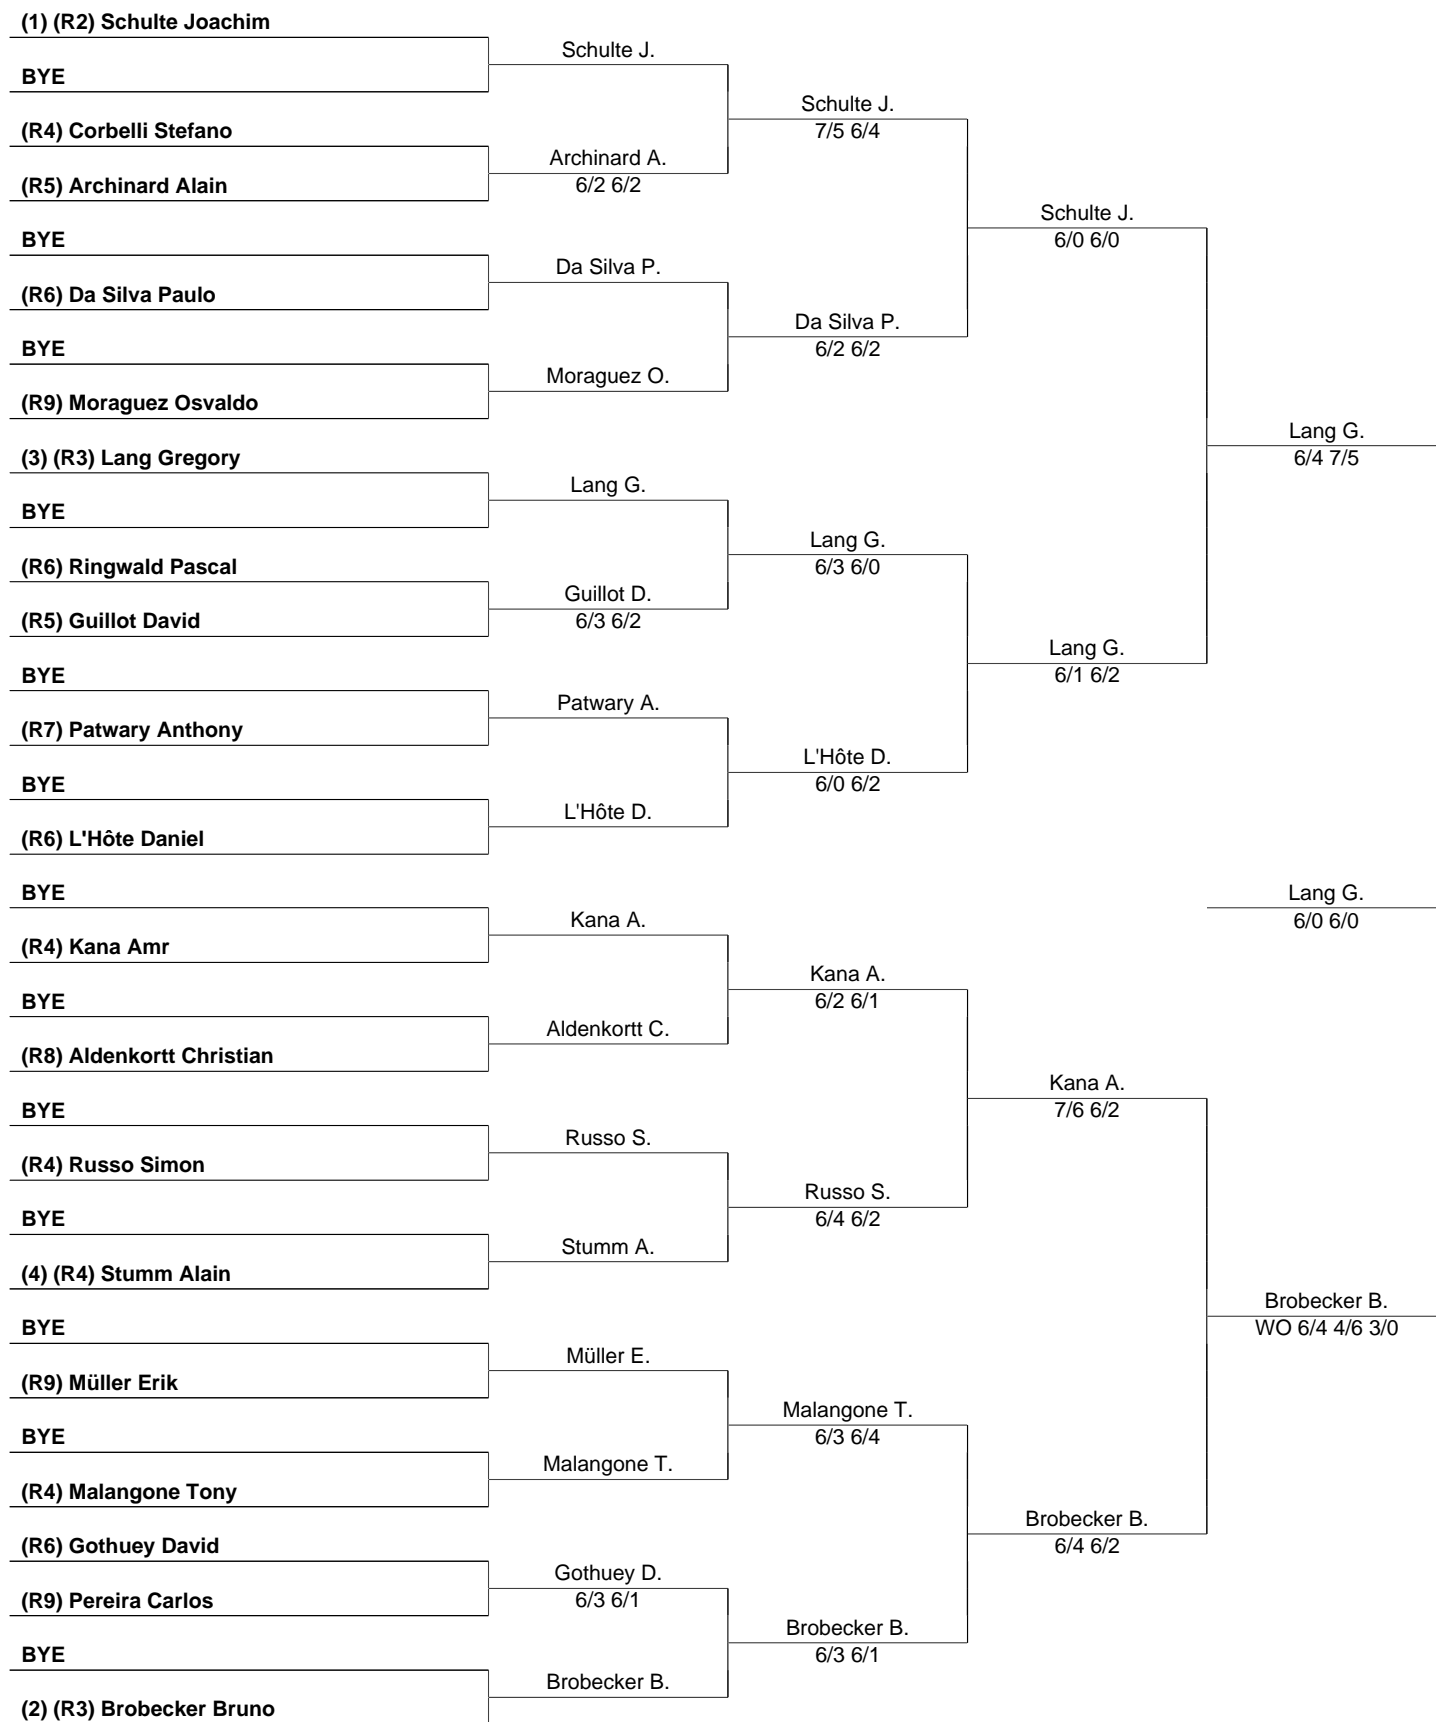 (1) (R2) Schulte Joachim
Schulte J.
BYE
Schulte J.
7/5 6/4
(R4) Corbelli Stefano
Archinard A.
6/2 6/2
(R5) Archinard Alain
Schulte J.
6/0 6/0
BYE
Da Silva P.
(R6) Da Silva Paulo
Da Silva P.
6/2 6/2
BYE
Moraguez O.
(R9) Moraguez Osvaldo
Lang G.
6/4 7/5
(3) (R3) Lang Gregory
Lang G.
BYE
Lang G.
6/3 6/0
(R6) Ringwald Pascal
Guillot D.
6/3 6/2
(R5) Guillot David
Lang G.
6/1 6/2
BYE
Patwary A.
(R7) Patwary Anthony
L'Hôte D.
6/0 6/2
BYE
L'Hôte D.
(R6) L'Hôte Daniel
BYE
Lang G.
6/0 6/0
Kana A.
(R4) Kana Amr
Kana A.
6/2 6/1
BYE
Aldenkortt C.
(R8) Aldenkortt Christian
Kana A.
7/6 6/2
BYE
Russo S.
(R4) Russo Simon
Russo S.
6/4 6/2
BYE
Stumm A.
(4) (R4) Stumm Alain
Brobecker B.
WO 6/4 4/6 3/0
BYE
Müller E.
(R9) Müller Erik
Malangone T.
6/3 6/4
BYE
Malangone T.
(R4) Malangone Tony
Brobecker B.
6/4 6/2
(R6) Gothuey David
Gothuey D.
6/3 6/1
(R9) Pereira Carlos
Brobecker B.
6/3 6/1
BYE
Brobecker B.
(2) (R3) Brobecker Bruno